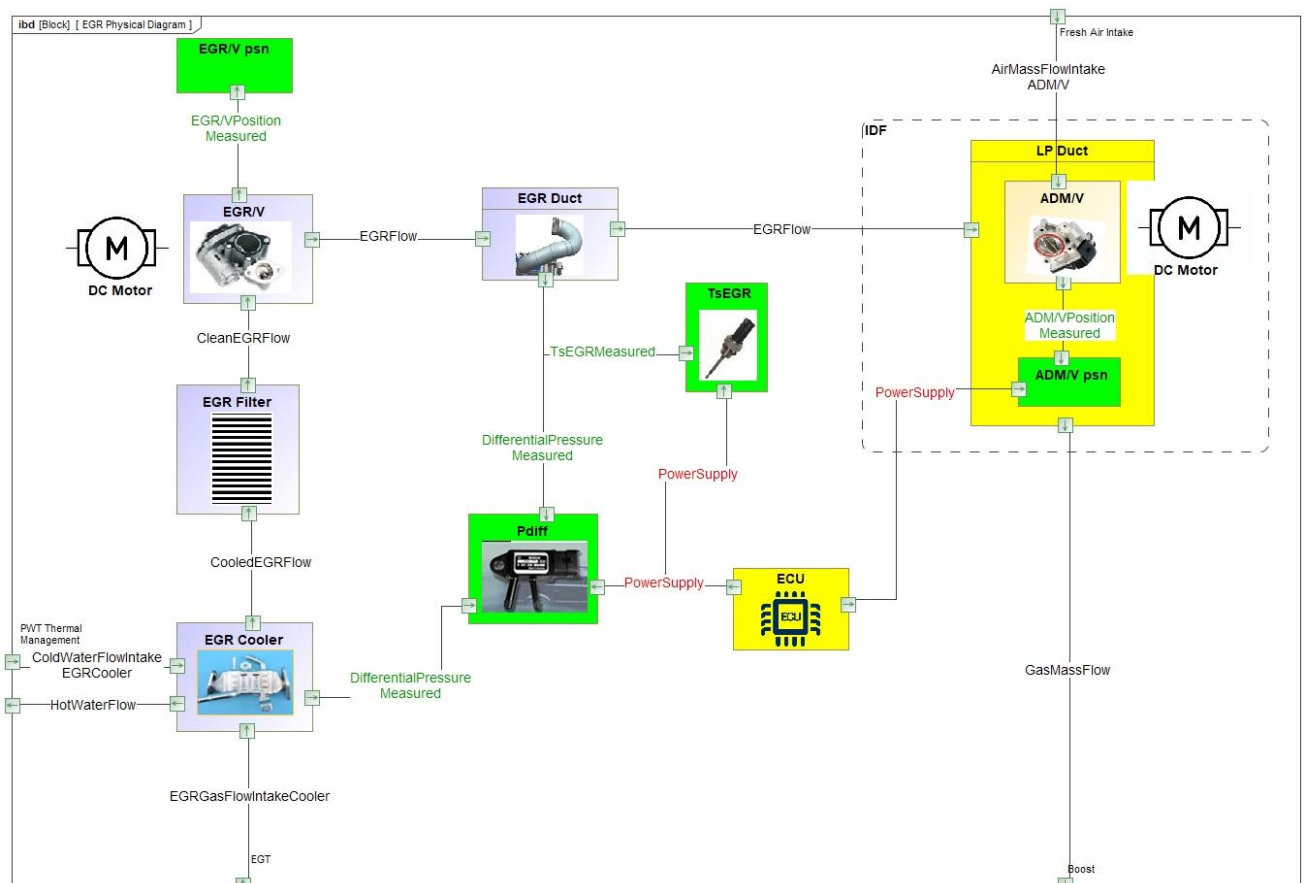 ibd [Block] [ EGR Physical Diagram ]
Fresh Air Intake
EGR/V psn
AirMassFlowIntake
ADM/V
EGR/VPosition
Measured
IDF
LP Duct
EGR/V
EGR Duct
ADM/V
M
DC Motor
EGRFlow
EGRFlow
M
DC Motor
TsEGR
ADM/VPosition
Measured
CleanEGRFlow
TsEGRMeasured
ADM/V psn
EGR Filter
PowerSupply
DifferentialPressure
Measured
PowerSupply
Pdiff
CooledEGRFlow
PowerSupply
ECU
ECU
PWT Thermal
Management
EGR Cooler
ColdWaterFlowIntake
EGRCooler
DifferentialPressure
Measured
GasMassFlow
HotWaterFlow
EGRGasFlowIntakeCooler
EGT
Boost